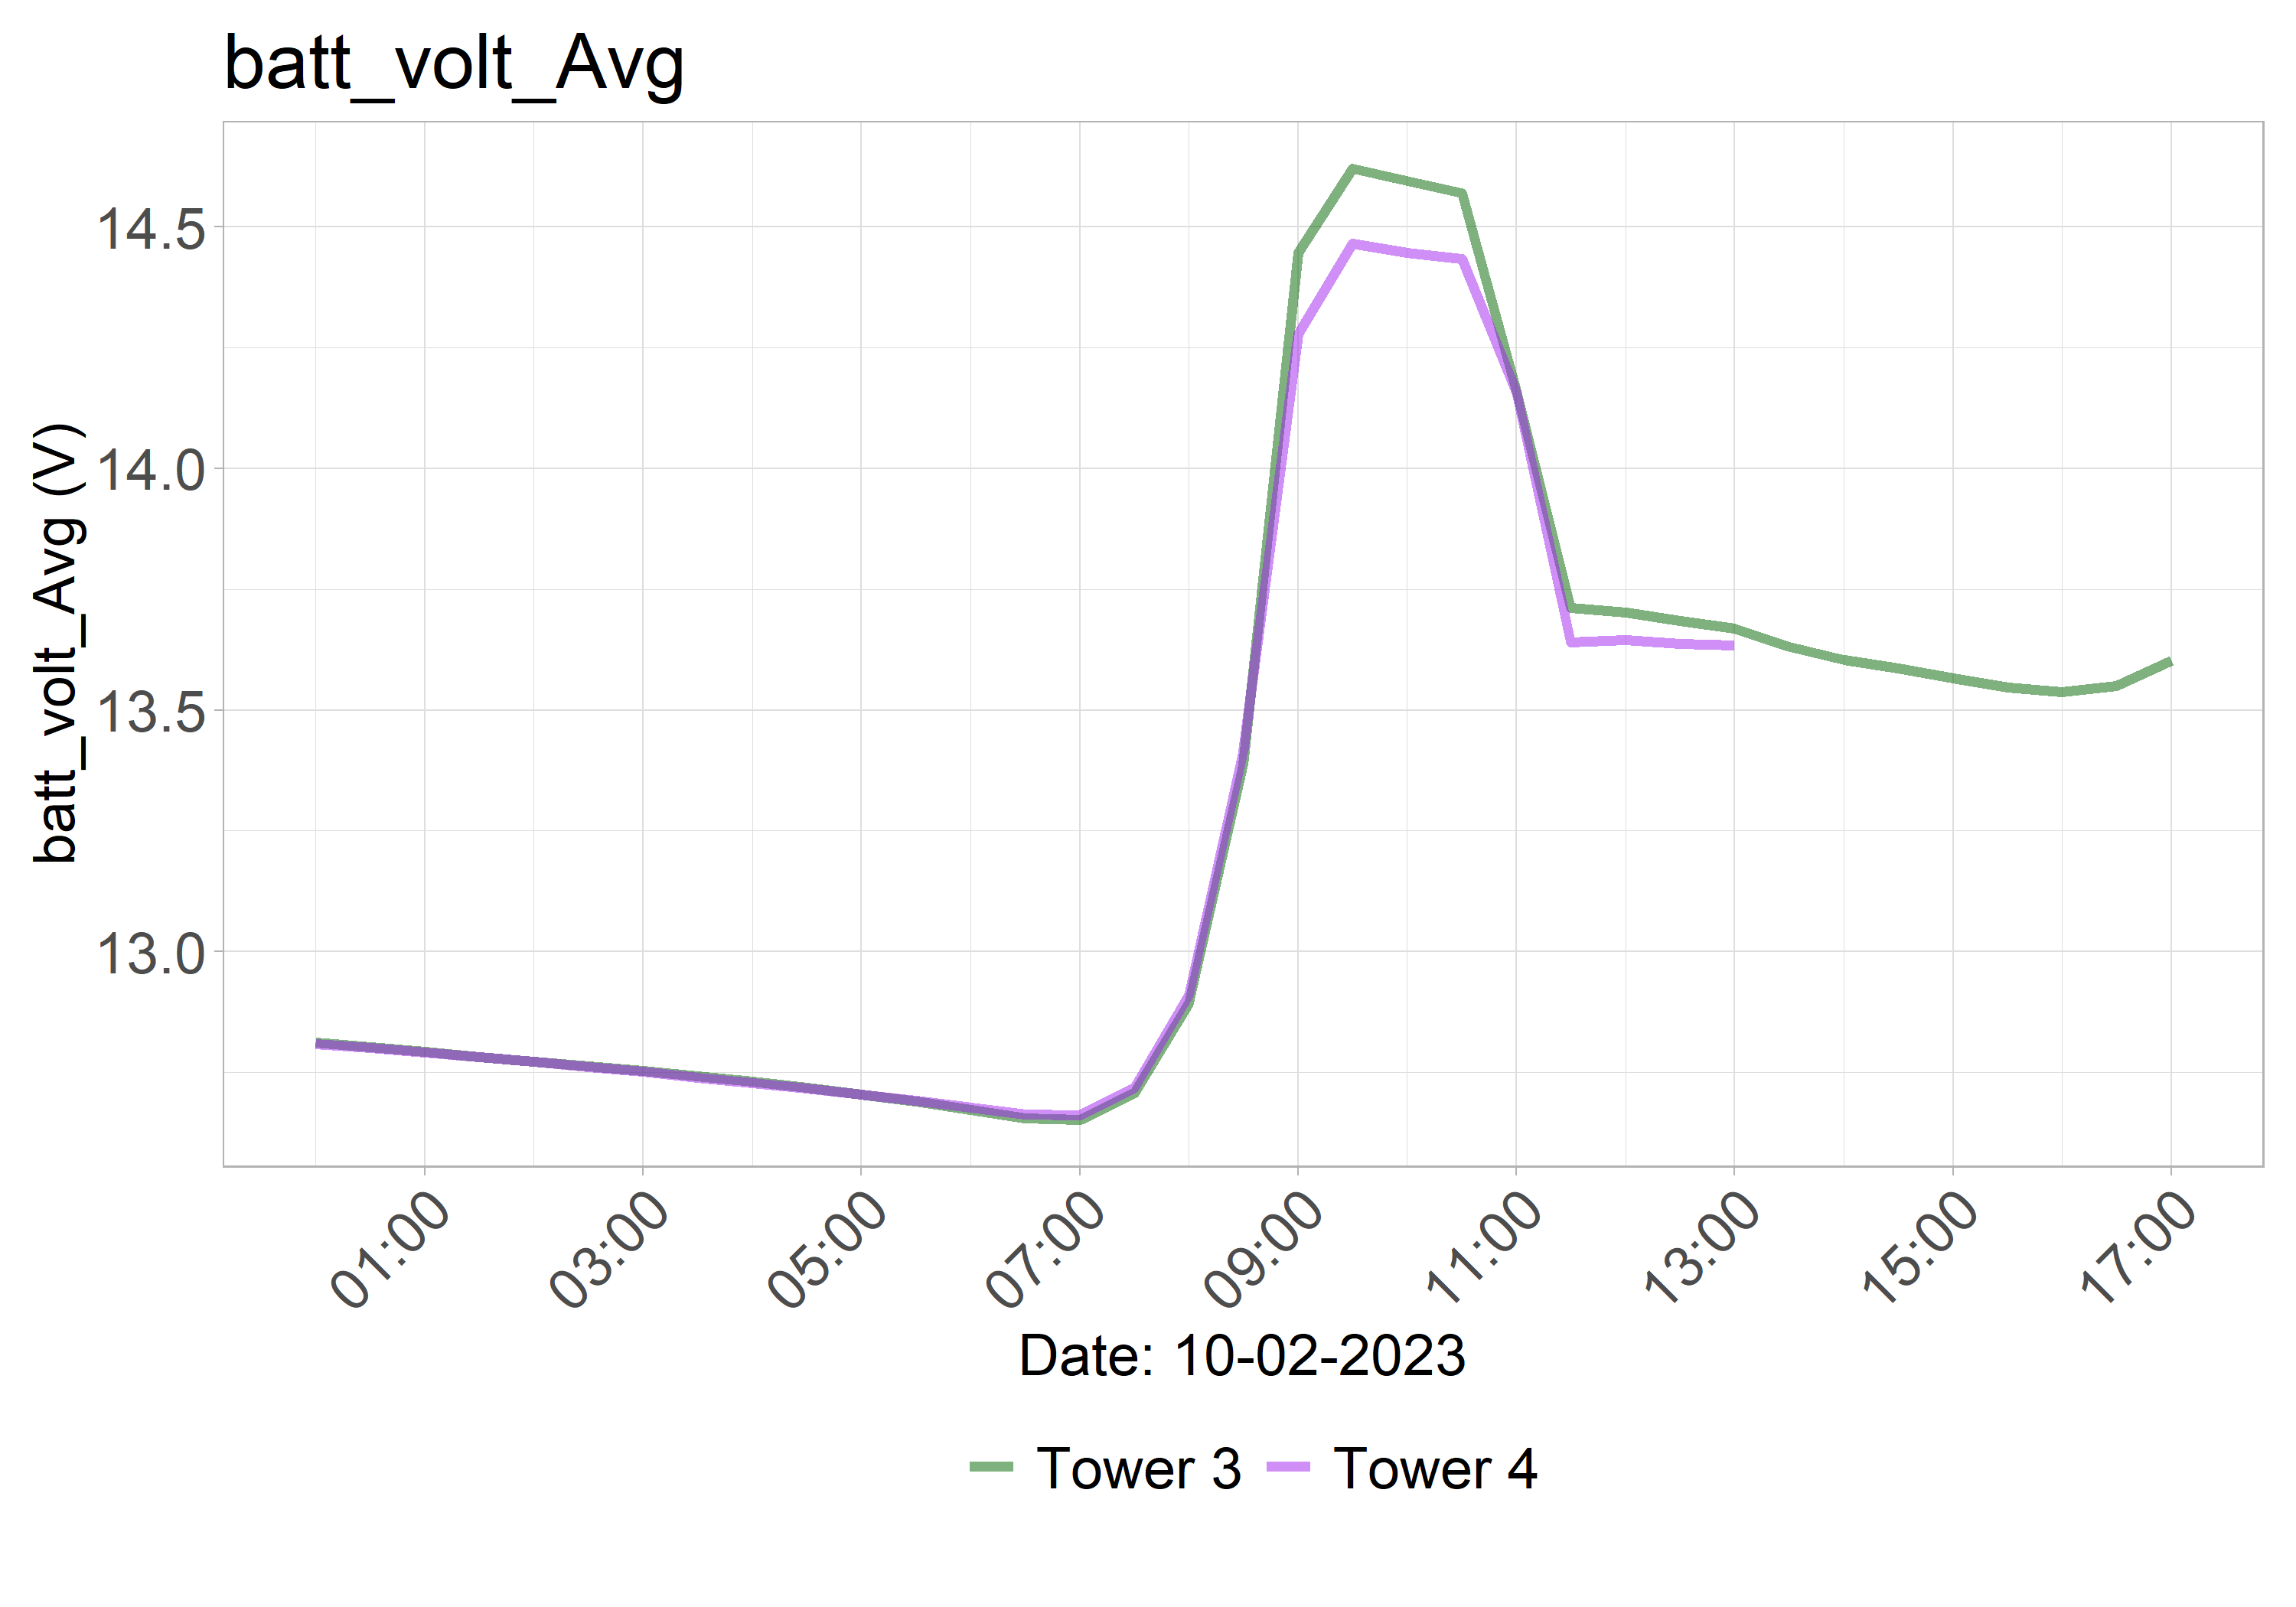 batt_volt_Avg
batt_volt_Avg (V)
14.5
14.0
13.5
13.0
01:00 03:00 05:00 07:00 09:00 11:00 13:00 15:00 17:00
Date: 10-02-2023
Tower 3 Tower 4